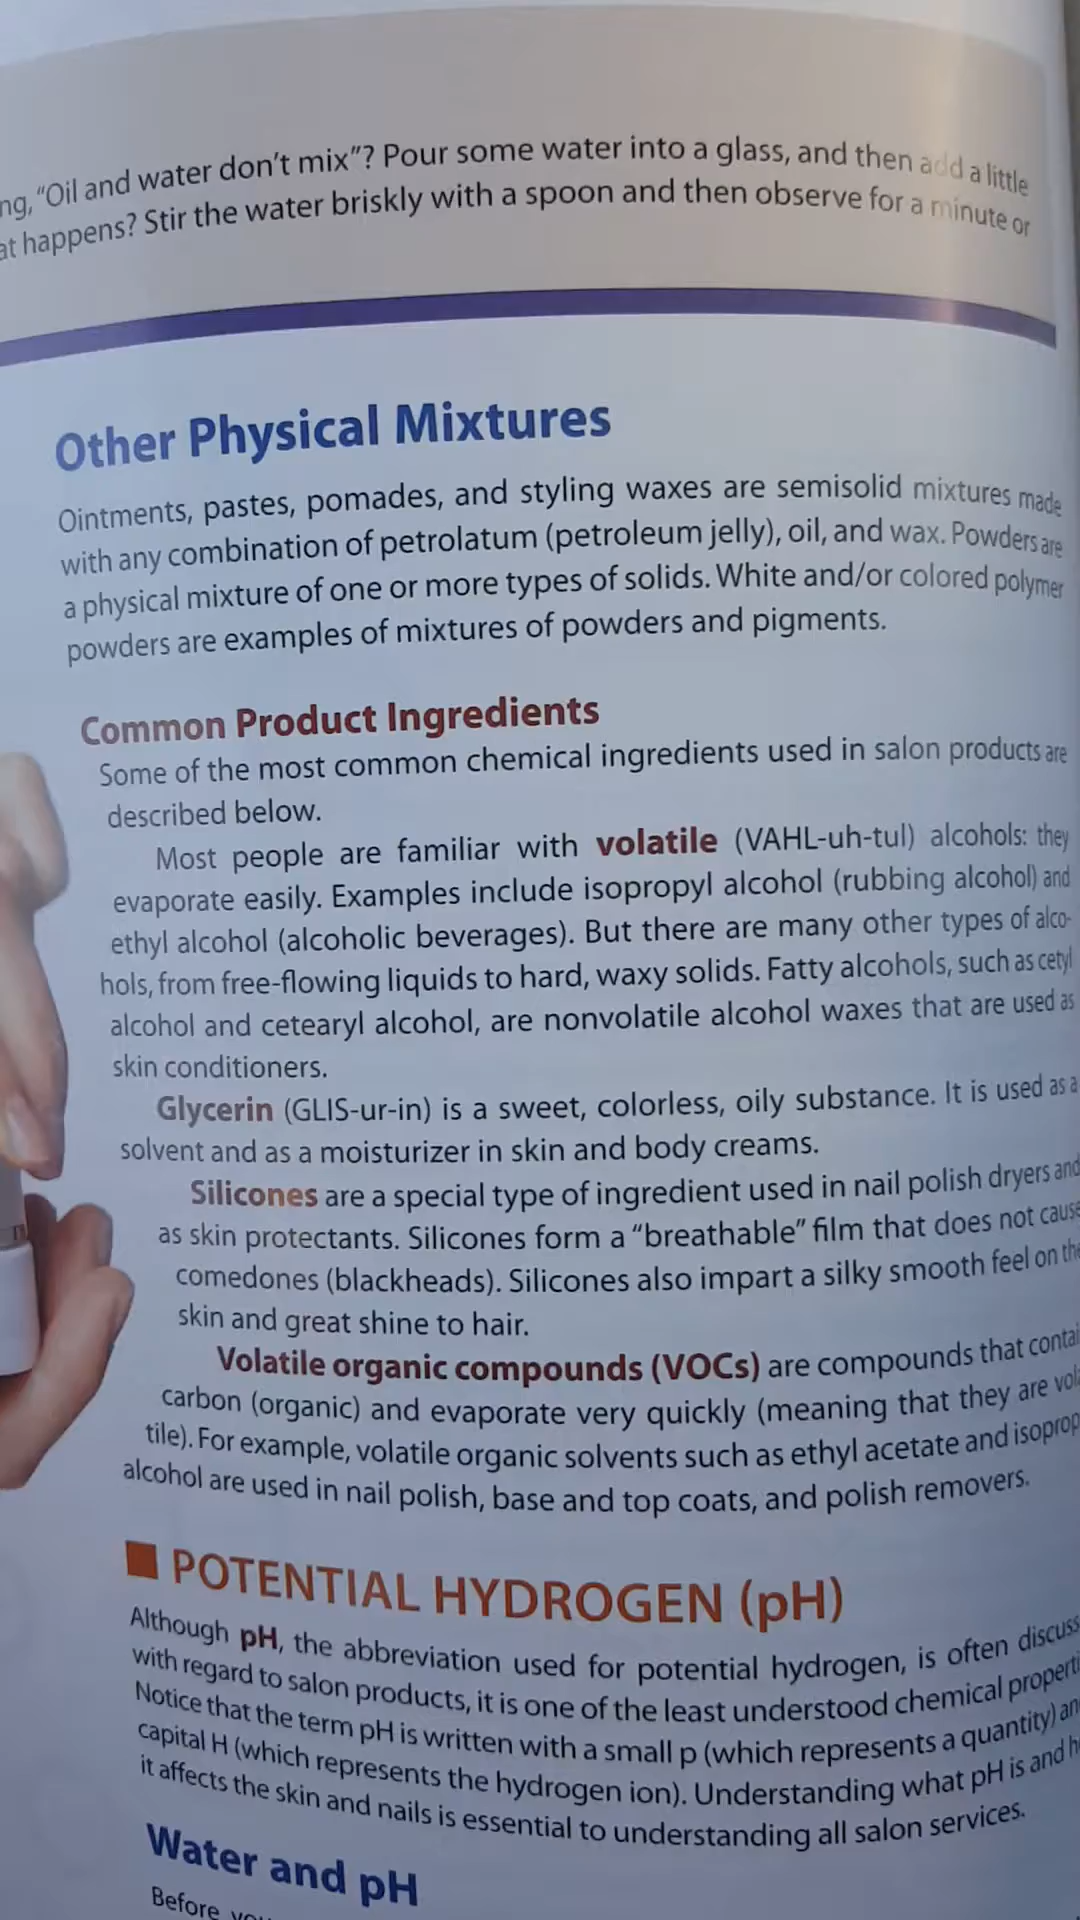 "Oil and water don't mix"? Pour some water into a glass, and then add a little
happens? Stir the water briskly with a spoon and then observe for a minute or
Other Physical Mixtures
Ointments, pastes, pomades, and styling waxes are semisolid mixtures made
with any combination of petrolatum (petroleum jelly), oil, and wax. Powders are
a physical mixture of one or more types of solids. White and/or colored polymer
powders are examples of mixtures of powders and pigments.
Common Product Ingredients
Some of the most common chemical ingredients used in salon products are
described below.
Most people are familiar with volatile (VAHL-uh-tul) alcohols: they
evaporate easily. Examples include isopropyl alcohol (rubbing alcohol) and
ethyl alcohol (alcoholic beverages). But there are many other types of alco-
hols, from free-flowing liquids to hard, waxy solids. Fatty alcohols, such as cetyl
alcohol and cetearyl alcohol, are nonvolatile alcohol waxes that are used as
skin conditioners.
Glycerin (GLIS-ur-in) is a sweet, colorless, oily substance. It is used as a
solvent and as a moisturizer in skin and body creams.
Silicones are a special type of ingredient used in nail polish dryers and
as skin protectants. Silicones form a "breathable" film that does not cause
comedones (blackheads). Silicones also impart a silky smooth feel on the
skin and great shine to hair.
Volatile organic compounds (VOCs) are compounds that contai
carbon (organic) and evaporate very quickly (meaning that they are vola
tile). For example, volatile organic solvents such as ethyl acetate and isoprop
alcohol are used in nail polish, base and top coats, and polish removers.
POTENTIAL HYDROGEN (pH)
Although pH, the abbreviation used for potential hydrogen, is often discuss
with regard to salon products, it is one of the least understood chemical properti
Notice that the term pH is written with a small p (which represents a quantity) an
capital H (which represents the hydrogen ion). Understanding what pH is and h
it affects the skin and nails is essential to understanding all salon services.
Water and pH
Before